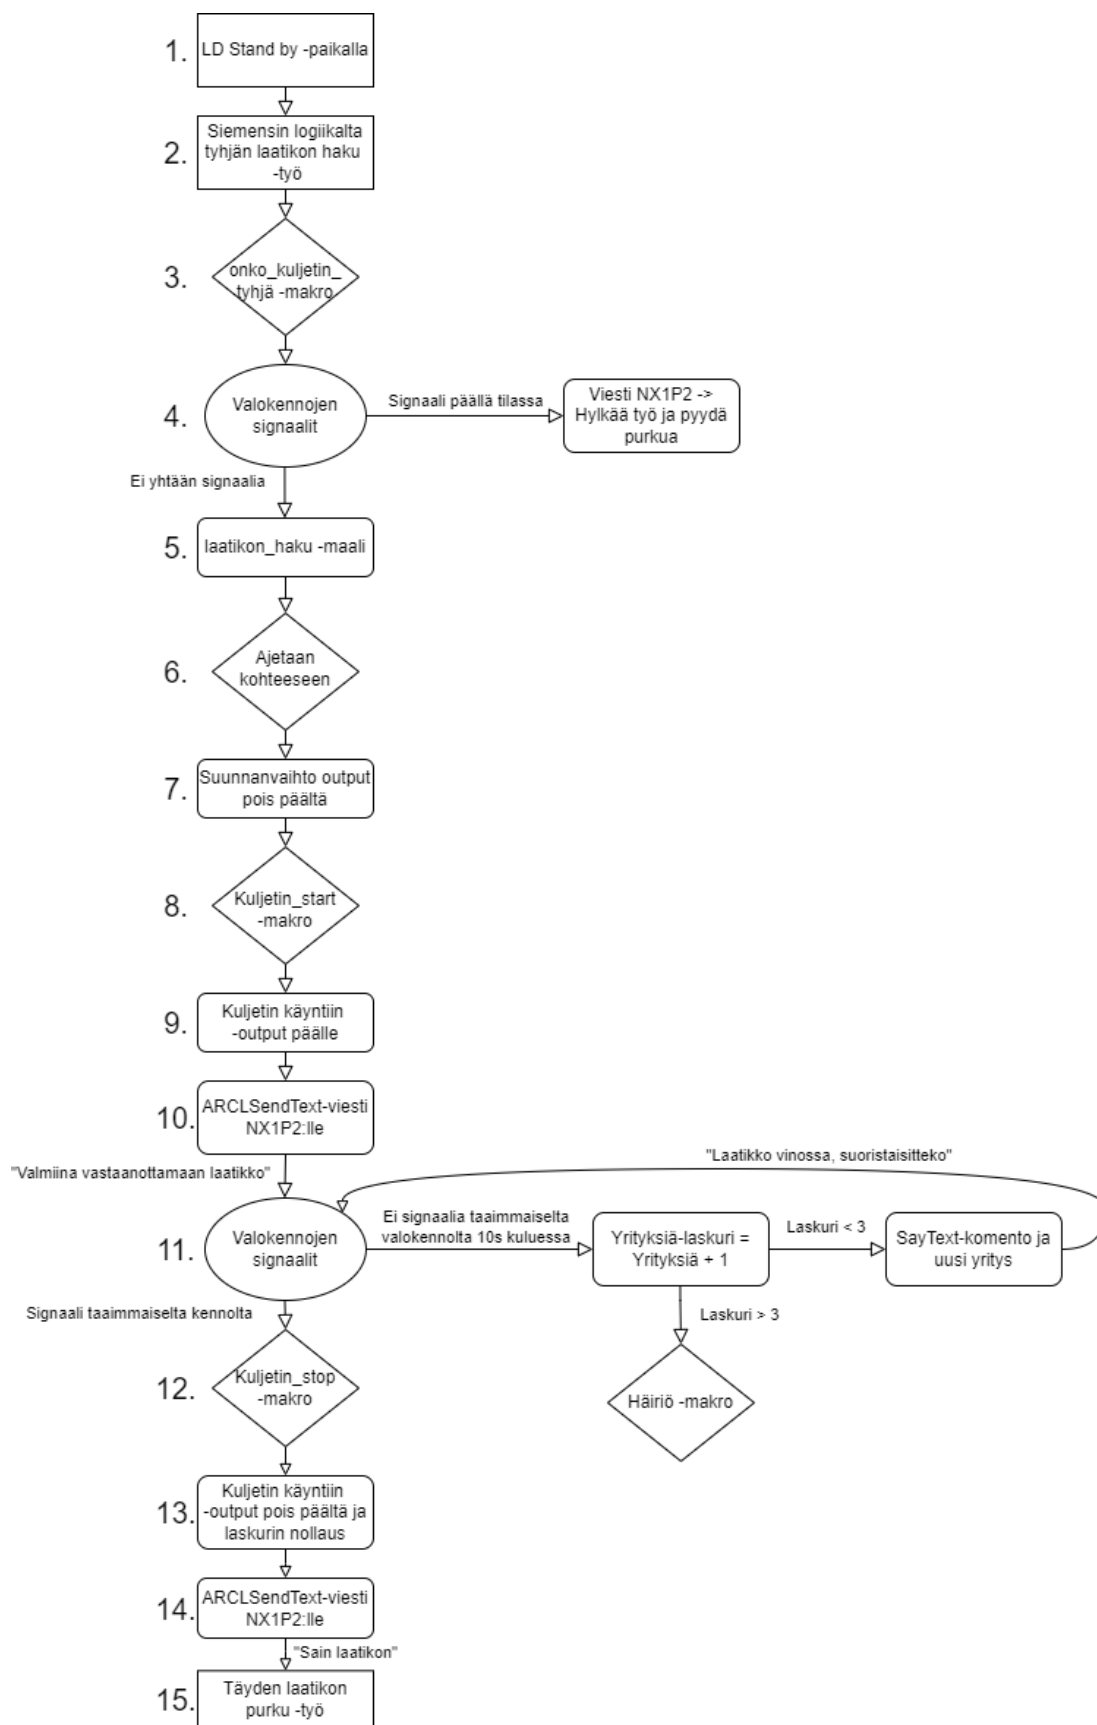 1.
LD Stand by -paikalla
2.
Siemensin logiikalta
tyhjän laatikon haku
-työ
3.
onko_kuljetin_
tyhjä -makro
4.
Valokennojen
signaalit
Signaali päällä tilassa
Viesti NX1P2 ->
Hylkää työ ja pyydä
purkua
Ei yhtään signaalia
5.
laatikon_haku -maali
6.
Ajetaan
kohteeseen
7.
Suunnanvaihto output
pois päältä
8.
Kuljetin_start
-makro
9.
Kuljetin käyntiin
-output päälle
10.
ARCLSendText-viesti
NX1P2:lle
"Valmiina vastaanottamaan laatikko"
"Laatikko vinossa, suoristaisitteko"
11.
Valokennojen
signaalit
Ei signaalia taaimmaiselta
valokennolta 10s kuluessa
Yrityksiä-laskuri =
Yrityksiä + 1
Laskuri < 3
SayText-komento ja
uusi yritys
Signaali taaimmaiselta kennolta
Laskuri > 3
12.
Kuljetin_stop
-makro
Häiriö -makro
13.
Kuljetin käyntiin
-output pois päältä ja
laskurin nollaus
14.
ARCLSendText-viesti
NX1P2:lle
"Sain laatikon"
15.
Täyden laatikon
purku -työ